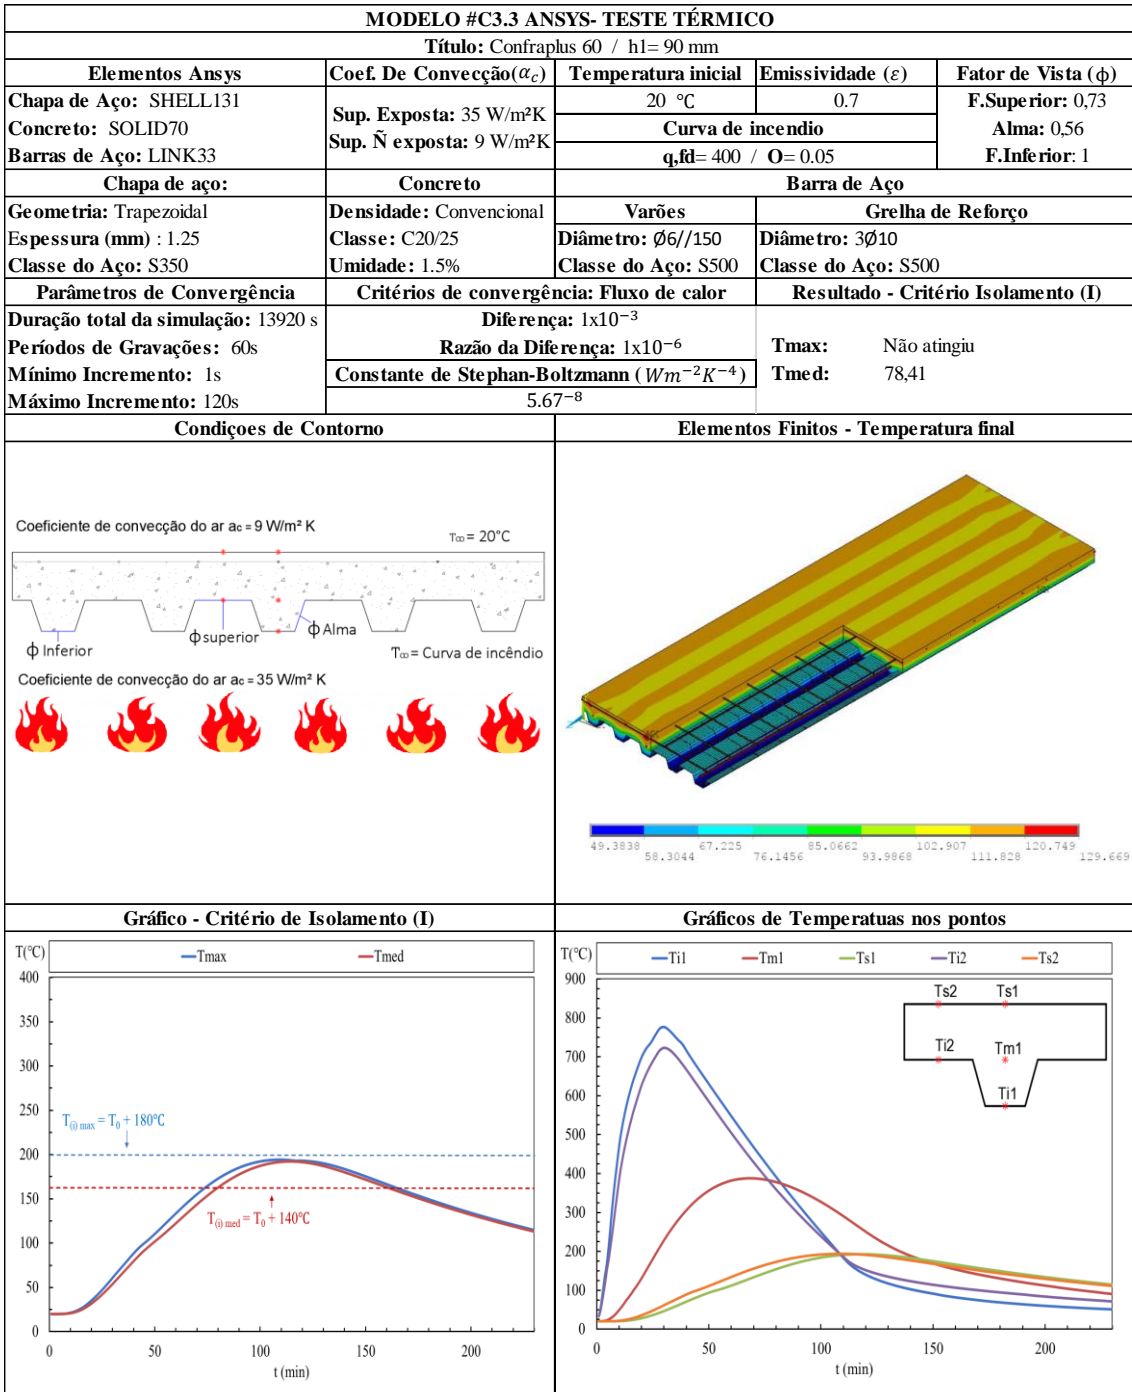 MODELO #C3.3 ANSYS- TESTE TÉRMICO
Título: Confraplus 60 / h1= 90 mm
Elementos Ansys
Coef. De Convecção(αc)
Temperatura inicial
Emissividade (ε)
Fator de Vista (ϕ)
Chapa de Aço: SHELL131
Concreto: SOLID70
Barras de Aço: LINK33
Sup. Exposta: 35 W/m²K
Sup. Ñ exposta: 9 W/m²K
20 °C
0.7
Curva de incendio
q,fd= 400 / O= 0.05
F.Superior: 0,73
Alma: 0,56
F.Inferior: 1
Chapa de aço:
Concreto
Barra de Aço
Geometria: Trapezoidal
Espessura (mm) : 1.25
Classe do Aço: S350
Densidade: Convencional
Classe: C20/25
Umidade: 1.5%
Varões
Diâmetro: Ø6//150
Classe do Aço: S500
Grelha de Reforço
Diâmetro: 3Ø10
Classe do Aço: S500
Parâmetros de Convergência
Critérios de convergência: Fluxo de calor
Resultado - Critério Isolamento (I)
Duração total da simulação: 13920 s
Períodos de Gravações: 60s
Mínimo Incremento: 1s
Máximo Incremento: 120s
Diferença: 1x10⁻³
Razão da Diferença: 1x10⁻⁶
Constante de Stephan-Boltzmann ( Wm⁻²K⁻⁴)
5.67⁻⁸
Tmax: Não atingiu
Tmed: 78,41
Condiçoes de Contorno
Elementos Finitos - Temperatura final
Coeficiente de convecção do ar ac = 9 W/m² K
T∞ = 20°C
ϕ Inferior
ϕ superior
ϕ Alma
T∞ = Curva de incêndio
Coeficiente de convecção do ar ac = 35 W/m² K
49.3838
58.3044
67.225
76.1456
85.0662
93.9868
102.907
111.828
120.749
129.669
Gráfico - Critério de Isolamento (I)
Gráficos de Temperatuas nos pontos
T(°C)
Tmax
Tmed
400
350
300
250
200
150
100
50
0
T(i) max = T0 + 180°C
T(i) med = T0 + 140°C
0 50 100 150 200
t (min)
T(°C)
Ti1
Tm1
Ts1
Ti2
Ts2
900
800
700
600
500
400
300
200
100
0
Ts2
Ts1
Ti2
Tm1
Ti1
0 50 100 150 200
t (min)